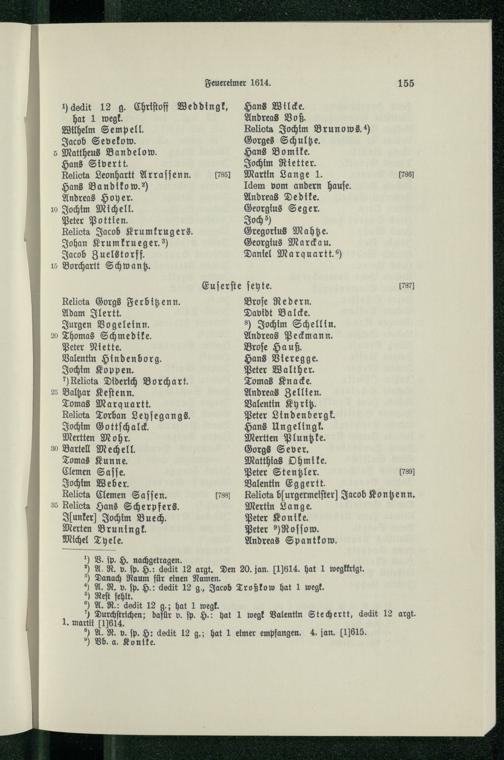 Feuereimer 1614. 155
¹) dedit 12 g. Christoff Weddingk,
hat 1 wegk.
Wilhelm Sempell.
Jacob Sevekow.
5 Mattheus Bandelow.
Hans Sivertt.
Relicta Leonhartt Arrassenn. [785]
Hans Bandikow.²)
Andreas Hoyer.
10 Jochim Michell.
Peter Pottien.
Relicta Jacob Krumkrugers.
Johan Krumkrueger.³)
Jacob Zuelstorff.
15 Borchartt Schwantz.
Hans Wilcke.
Andreas Voß.
Relicta Jochim Brunows.⁴)
Gorges Schultze.
Hans Bomike.
Jochim Rietter.
Martin Lange 1. [786]
Idem vom andern hause.
Andreas Dedike.
Georgius Seger.
Joch⁵)
Gregorius Mahtze.
Georgius Marckau.
Daniel Marquartt.⁶)
Euserste seyte. [787]
Relicta Gorgs Ferbitzenn.
Adam Ilertt.
Jurgen Vogeleinn.
20 Thomas Schmedike.
Peter Niette.
Valentin Hindenborg.
Jochim Koppen.
⁷) Relicta Diderich Borchart.
25 Baltzar Kestenn.
Tomas Marquartt.
Relicta Torban Leysegangs.
Jochim Gottschalck.
Mertten Mohr.
30 Bartell Mechell.
Tomas Kunne.
Clemen Sasse.
Jochim Weber.
Relicta Clemen Sassen. [788]
35 Relicta Hans Scherpfers.
J[unker] Jochim Buech.
Merten Bruningk.
Michel Tyele.
Brose Redern.
Davidt Balcke.
⁸) Jochim Schellin.
Andreas Peckmann.
Brose Hauß.
Hans Vieregge.
Peter Walther.
Tomas Knacke.
Andreas Zellien.
Valentin Kyritz.
Peter Lindenbergk.
Hans Ungelingk.
Mertten Pluntzke.
Gorgs Sever.
Matthias Ohmike.
Peter Stentzler. [789]
Valentin Eggertt.
Relicta b[urgermeister] Jacob Kontzenn.
Mertin Lange.
Peter Konike.
Peter ⁹)Rossow.
Andreas Spantkow.
¹) V. sp. H. nachgetragen.
²) A. R. v. sp. H.: dedit 12 argt. Den 20. jan. [1]614. hat 1 wegkrigt.
³) Danach Raum für einen Namen.
⁴) A. R. v. sp. H.: dedit 12 g., Jacob Troßkow hat 1 wegk.
⁵) Rest fehlt.
⁶) A. R.: dedit 12 g.; hat 1 wegk.
⁷) Durchstrichen; dafür v. sp. H.: hat 1 wegk Valentin Stechertt, dedit 12 argt.
1. martii [1]614.
⁸) A. R. v. sp. H: dedit 12 g.; hat 1 eimer empfangen. 4. jan. [1]615.
⁹) Vb. a. Konike.